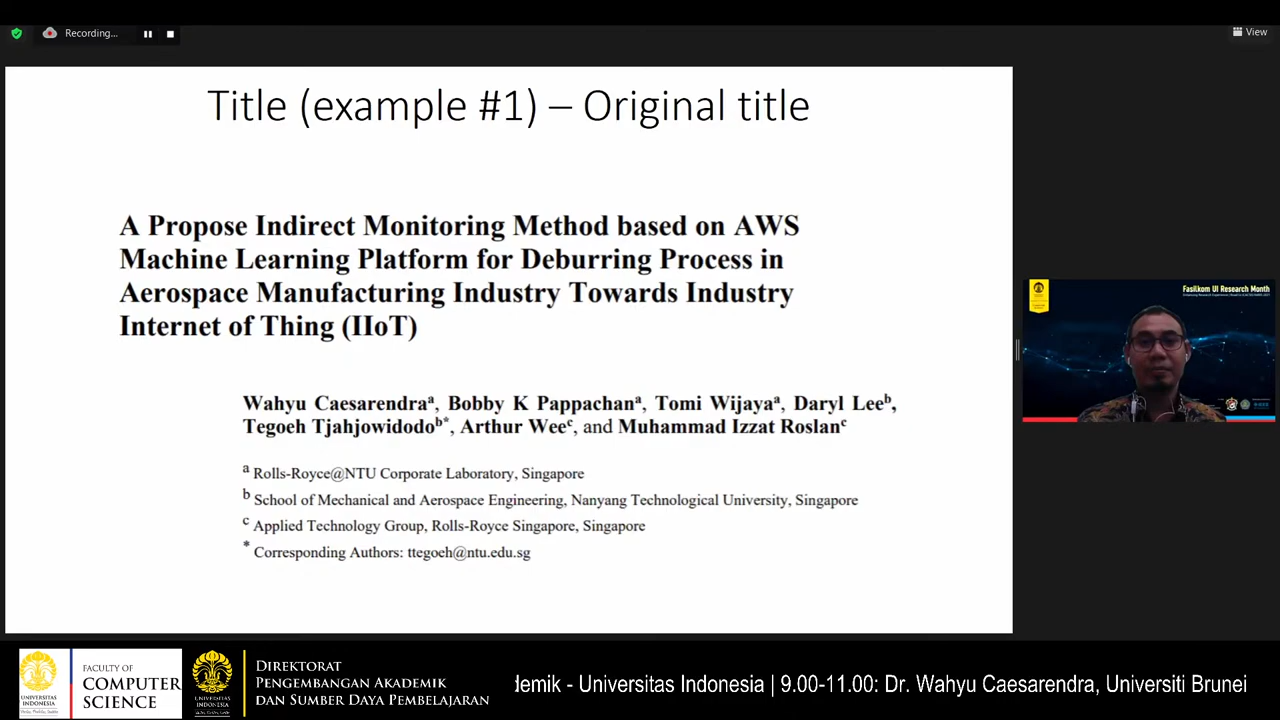 Recording...
View
Title (example #1) – Original title
A Propose Indirect Monitoring Method based on AWS
Machine Learning Platform for Deburring Process in
Aerospace Manufacturing Industry Towards Industry
Internet of Thing (IIoT)
Wahyu Caesarendraᵃ, Bobby K Pappachanᵃ, Tomi Wijayaᵃ, Daryl Leeᵇ,
Tegoeh Tjahjowidodoᵇ*, Arthur Weeᶜ, and Muhammad Izzat Roslanᶜ
ᵃ Rolls-Royce@NTU Corporate Laboratory, Singapore
ᵇ School of Mechanical and Aerospace Engineering, Nanyang Technological University, Singapore
ᶜ Applied Technology Group, Rolls-Royce Singapore, Singapore
* Corresponding Authors: ttegoeh@ntu.edu.sg
Fasilkom UI Research Month
UNIVERSITAS
INDONESIA
FACULTY OF
COMPUTER
SCIENCE
UNIVERSITAS
INDONESIA
DIREKTORAT
PENGEMBANGAN AKADEMIK
DAN SUMBER DAYA PEMBELAJARAN
demik - Universitas Indonesia | 9.00-11.00: Dr. Wahyu Caesarendra, Universiti Brunei